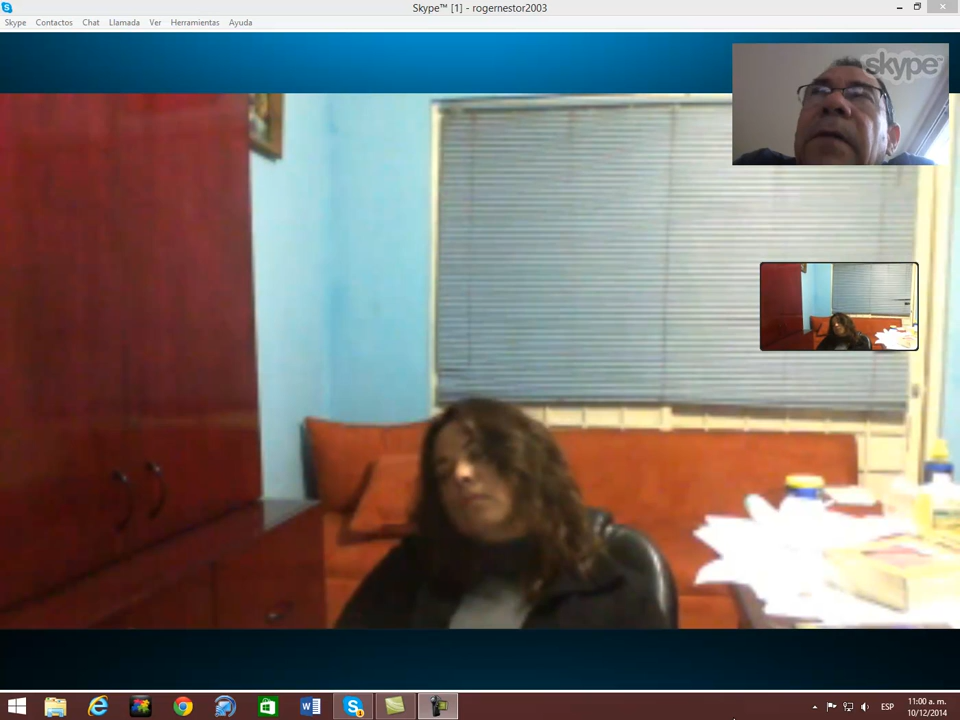 Skype™ [1] - rogernestor2003
Skype Contactos Chat Llamada Ver Herramientas Ayuda
skype
ESP
11:00 a. m.
10/12/2014